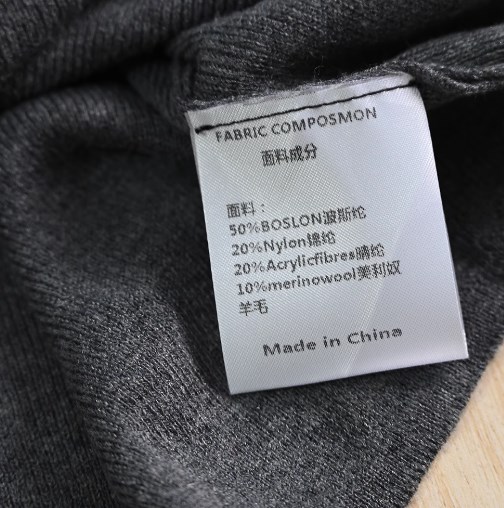 FABRIC COMPOSMON
面料成分
面料：
50%BOSLON波斯纶
20%Nylon锦纶
20%Acrylicfibres晴纶
10%merinowool美利奴
羊毛
Made in China